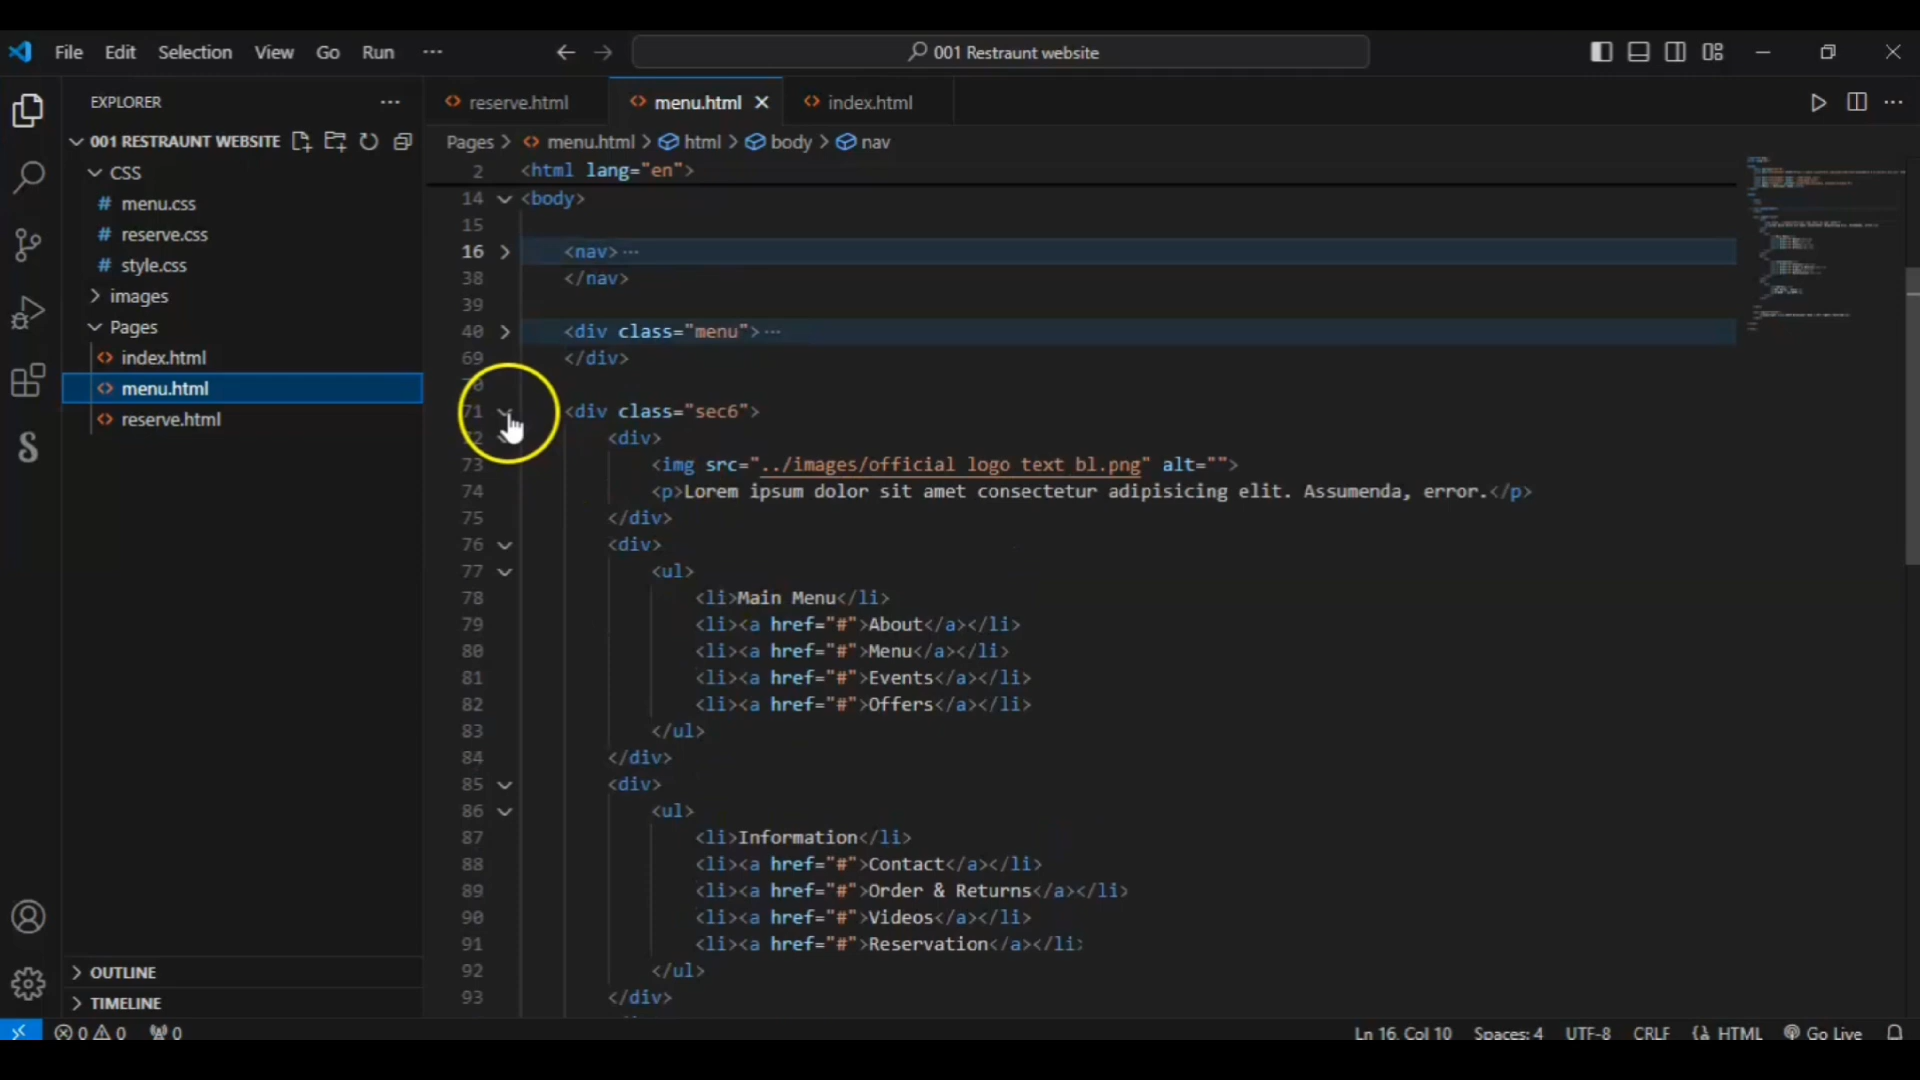 File Edit Selection View Go Run ···
001 Restraunt website
EXPLORER ···
001 RESTRAUNT WEBSITE
CSS
# menu.css
# reserve.css
# style.css
images
Pages
<> index.html
<> menu.html
<> reserve.html
OUTLINE
TIMELINE
<> reserve.html <> menu.html <> index.html
Pages > <> menu.html > html > body > nav
2 <html lang="en">
14 <body>
15
16 <nav>···
38 </nav>
39
40 <div class="menu">···
69 </div>
70
71 <div class="sec6">
72 <div>
73 <img src="../images/official logo text bl.png" alt="">
74 <p>Lorem ipsum dolor sit amet consectetur adipisicing elit. Assumenda, error.</p>
75 </div>
76 <div>
77 <ul>
78 <li>Main Menu</li>
79 <li><a href="#">About</a></li>
80 <li><a href="#">Menu</a></li>
81 <li><a href="#">Events</a></li>
82 <li><a href="#">Offers</a></li>
83 </ul>
84 </div>
85 <div>
86 <ul>
87 <li>Information</li>
88 <li><a href="#">Contact</a></li>
89 <li><a href="#">Order & Returns</a></li>
90 <li><a href="#">Videos</a></li>
91 <li><a href="#">Reservation</a></li>
92 </ul>
93 </div>
0 0 0
Ln 16, Col 10 Spaces: 4 UTF-8 CRLF HTML Go Live